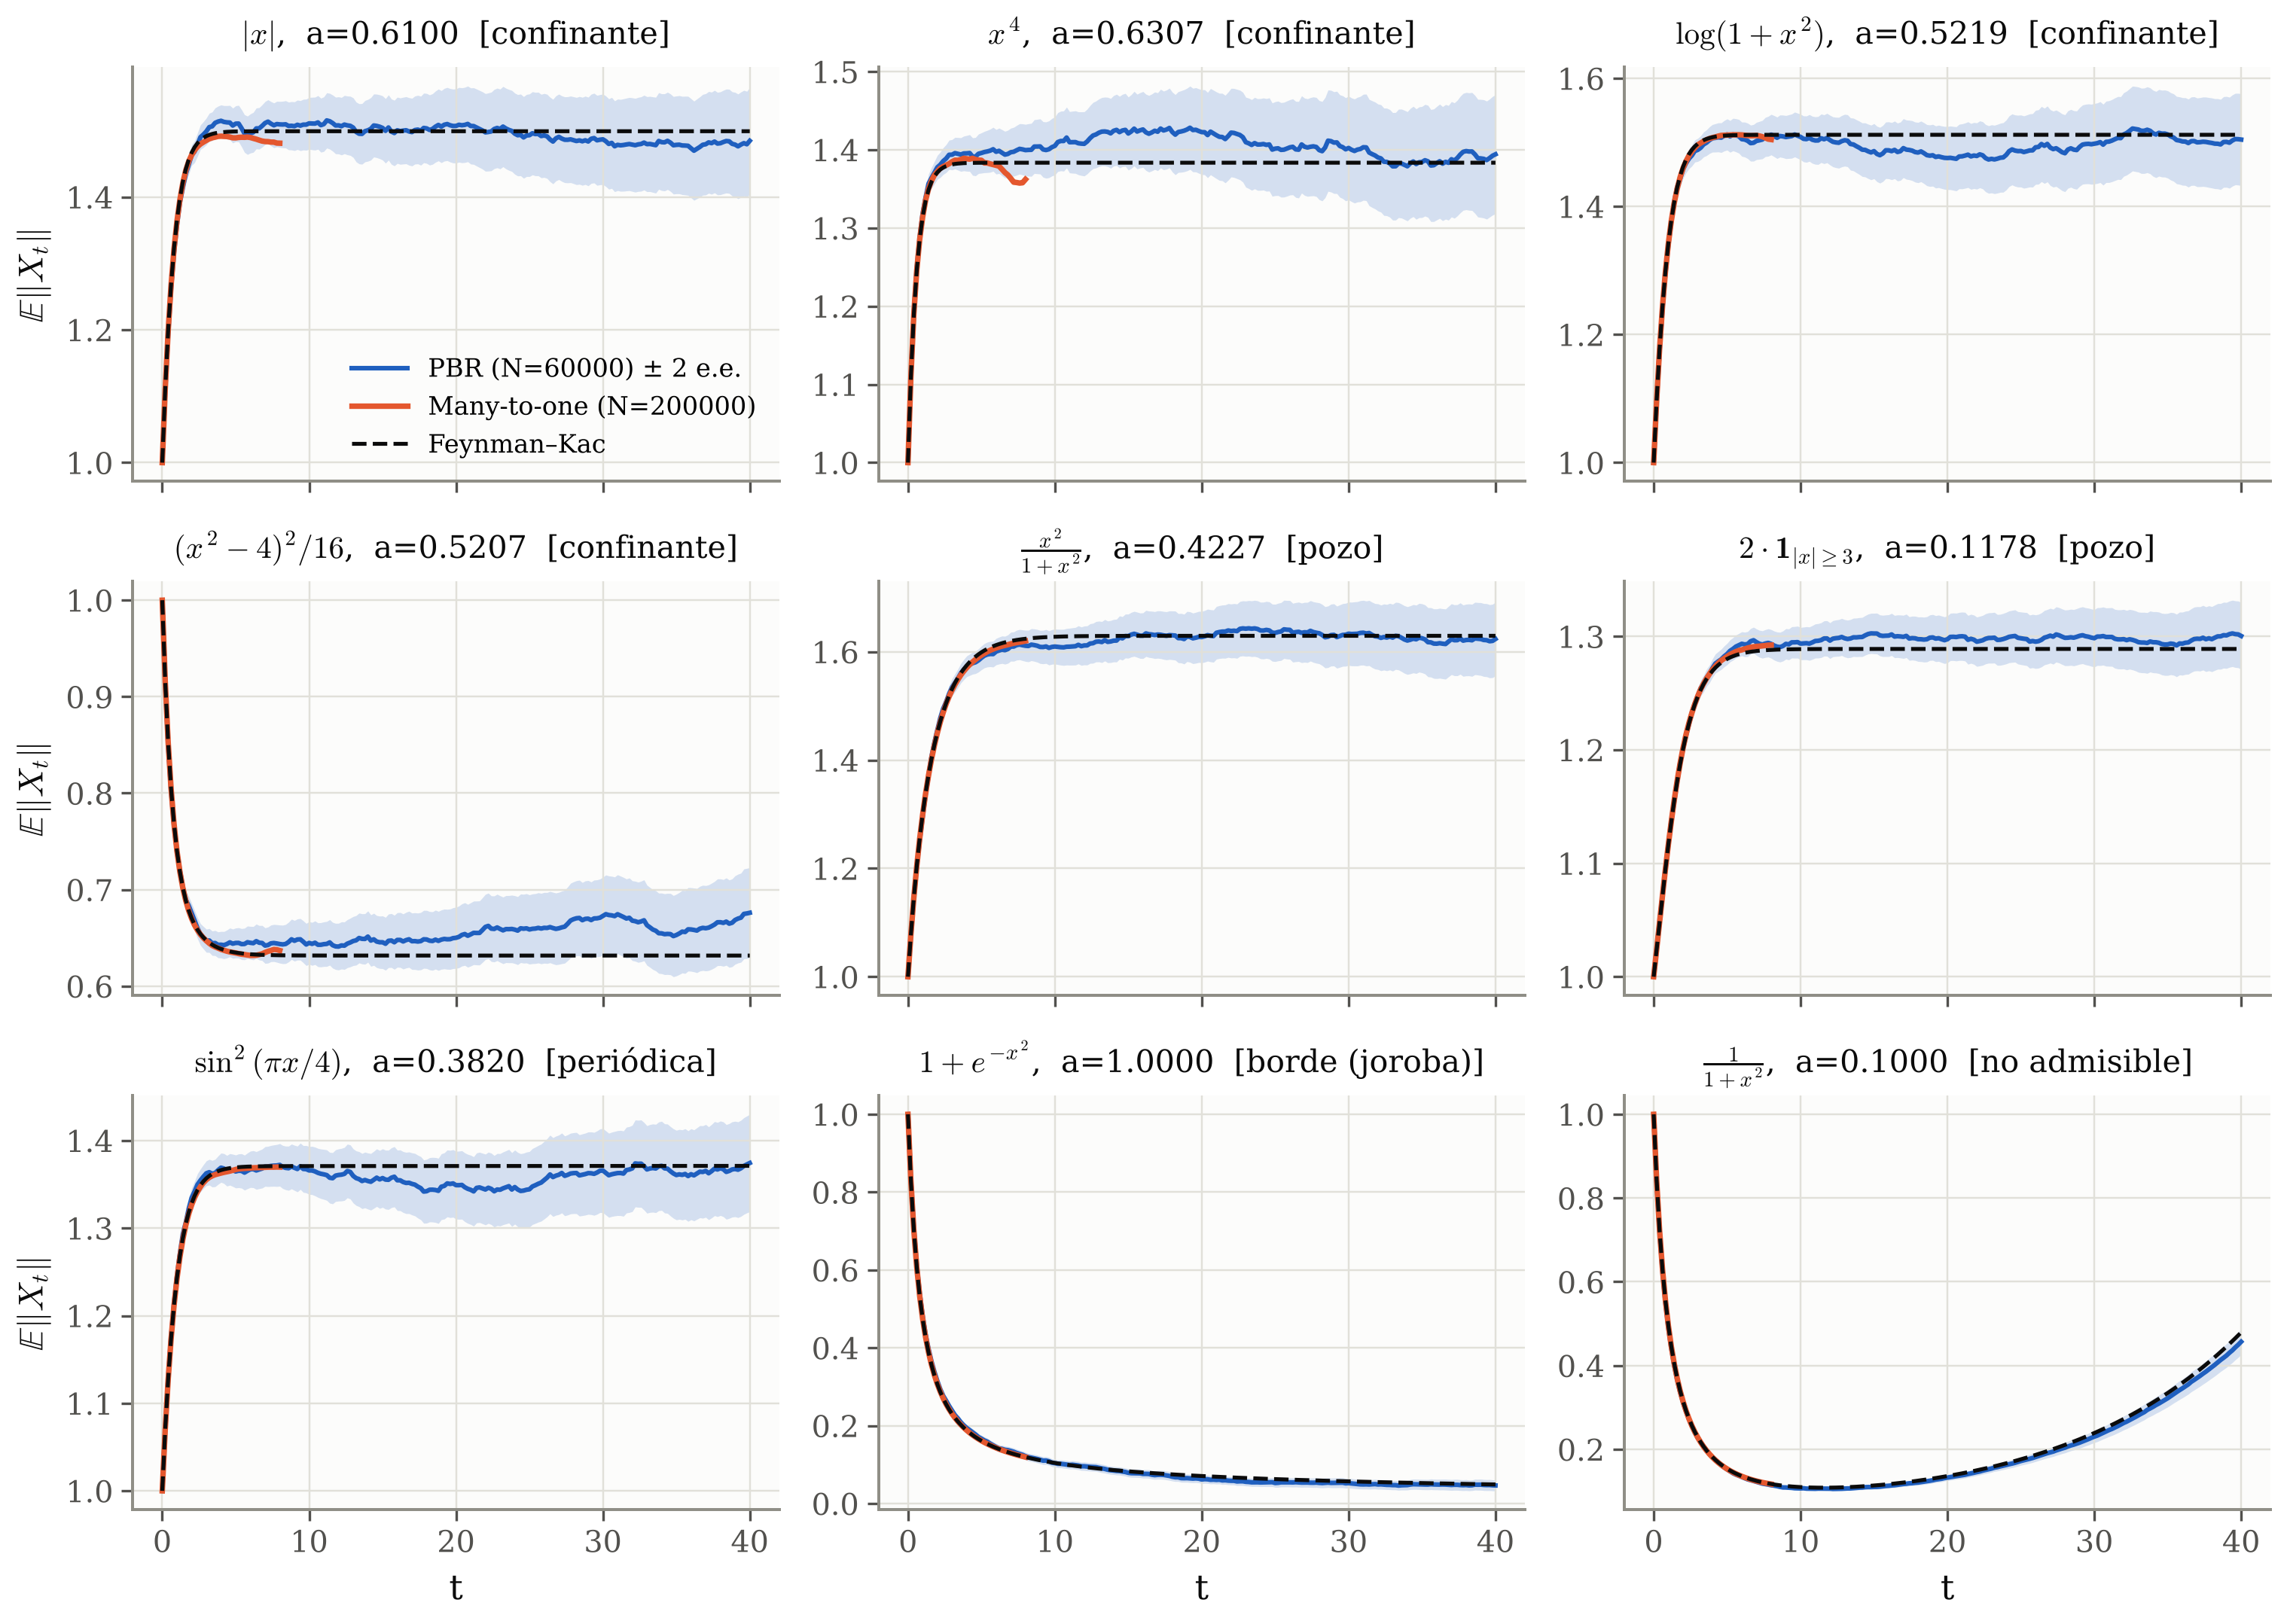 |x|, a=0.6100 [confinante]
x⁴, a=0.6307 [confinante]
log(1 + x²), a=0.5219 [confinante]
𝔼||X_t||
1.4
1.2
1.0
PBR (N=60000) ± 2 e.e.
Many-to-one (N=200000)
Feynman–Kac
1.5
1.4
1.3
1.2
1.1
1.0
1.6
1.4
1.2
1.0
(x² − 4)²/16, a=0.5207 [confinante]
x²/(1 + x²), a=0.4227 [pozo]
2 · 𝟏_{|x| ≥ 3}, a=0.1178 [pozo]
𝔼||X_t||
1.0
0.9
0.8
0.7
0.6
1.6
1.4
1.2
1.0
1.3
1.2
1.1
1.0
sin² (πx/4), a=0.3820 [periódica]
1 + e^{−x²}, a=1.0000 [borde (joroba)]
1/(1 + x²), a=0.1000 [no admisible]
𝔼||X_t||
1.4
1.3
1.2
1.1
1.0
1.0
0.8
0.6
0.4
0.2
0.0
1.0
0.8
0.6
0.4
0.2
0 10 20 30 40
0 10 20 30 40
0 10 20 30 40
t
t
t